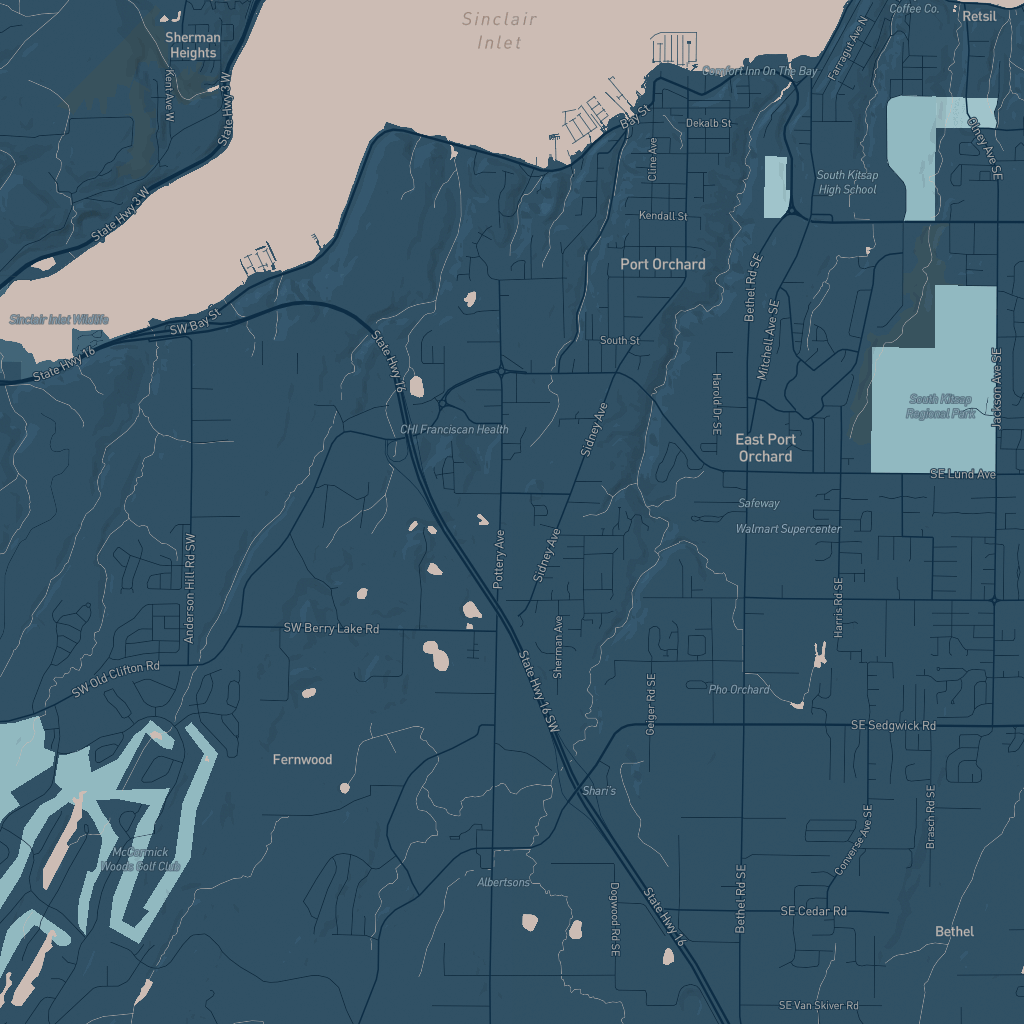 Sinclair
Inlet
Coffee Co.
Retsil
Sherman
Heights
Kent Ave W
State Hwy 3 W
Farragut Ave N
Comfort Inn On The Bay
Bay St
Dekalb St
Cline Ave
Olney Ave SE
South Kitsap
High School
State Hwy 3 W
Kendall St
Port Orchard
Bethel Rd SE
Mitchell Ave SE
Sinclair Inlet Wildlife
SW Bay St
State Hwy 16
State Hwy 16
South St
Jackson Ave SE
Harold Dr SE
South Kitsap
Regional Park
CHI Franciscan Health
Sidney Ave
East Port
Orchard
SE Lund Ave
Safeway
Walmart Supercenter
Anderson Hill Rd SW
Pottery Ave
Sidney Ave
Harris Rd SE
SW Berry Lake Rd
Sherman Ave
SW Old Clifton Rd
State Hwy 16 SW
Geiger Rd SE
Pho Orchard
SE Sedgwick Rd
Fernwood
Shari's
Brasch Rd SE
Converse Ave SE
McCormick
Woods Golf Club
Albertsons
Dogwood Rd SE
State Hwy 16
Bethel Rd SE
SE Cedar Rd
Bethel
SE Van Skiver Rd